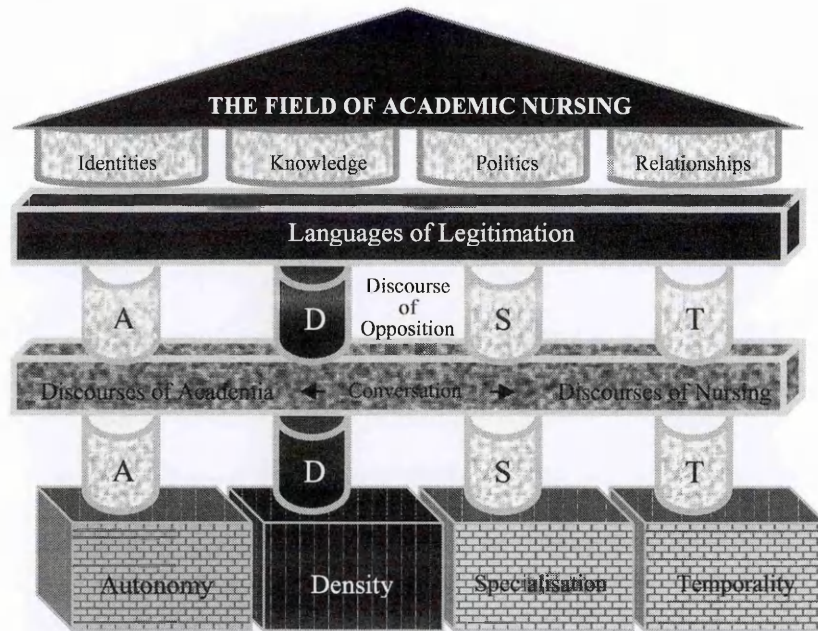 THE FIELD OF ACADEMIC NURSING
Identities Knowledge Politics Relationships
Languages of Legitimation
A D Discourse of Opposition S T
Discourses of Academia Conversation Discourses of Nursing
A D S T
Autonomy Density Specialisation Temporality